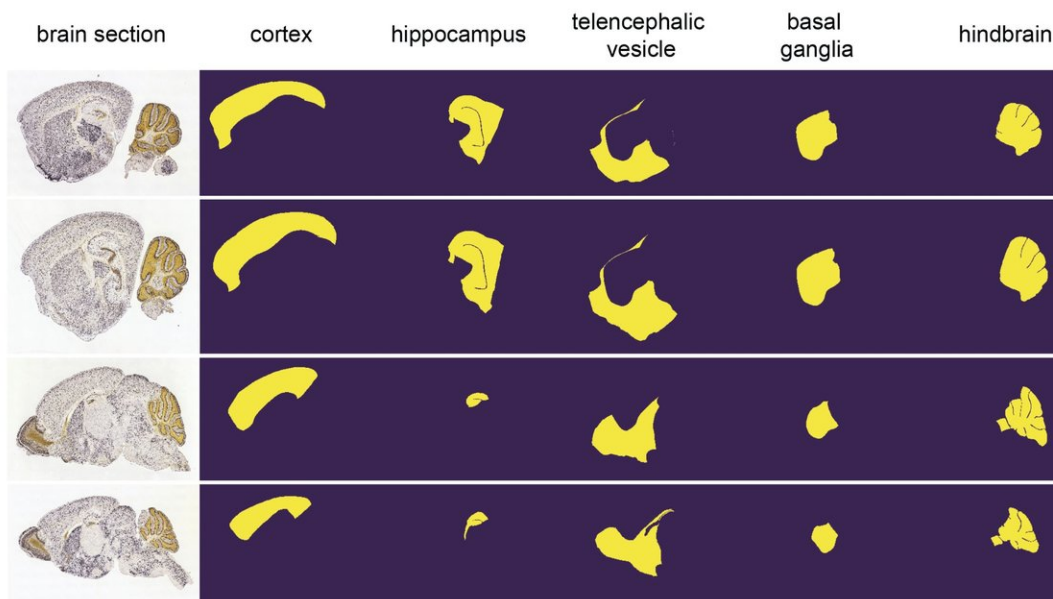 brain section
cortex
hippocampus
telencephalic
vesicle
basal
ganglia
hindbrain